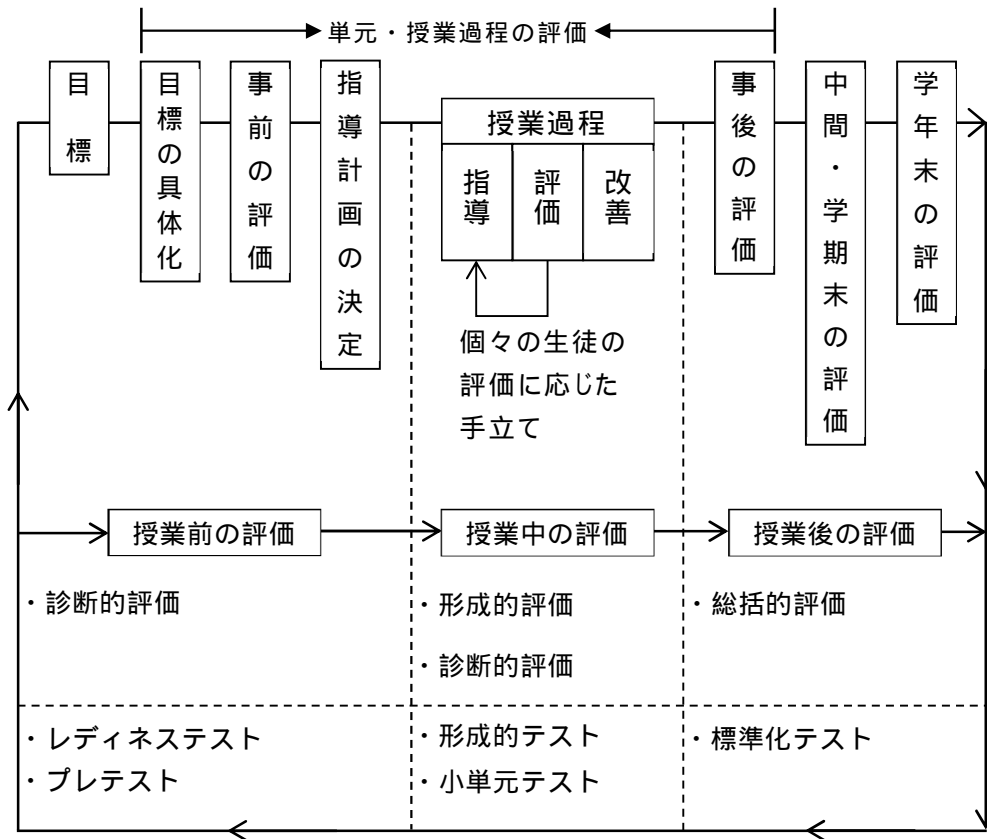 単元・授業過程の評価
目標
目標の具体化
事前の評価
指導計画の決定
授業過程
指導
評価
改善
個々の生徒の
評価に応じた
手立て
事後の評価
中間・学期末の評価
学年末の評価
授業前の評価
授業中の評価
授業後の評価
・診断的評価
・形成的評価
・診断的評価
・総括的評価
・レディネステスト
・プレテスト
・形成的テスト
・小単元テスト
・標準化テスト